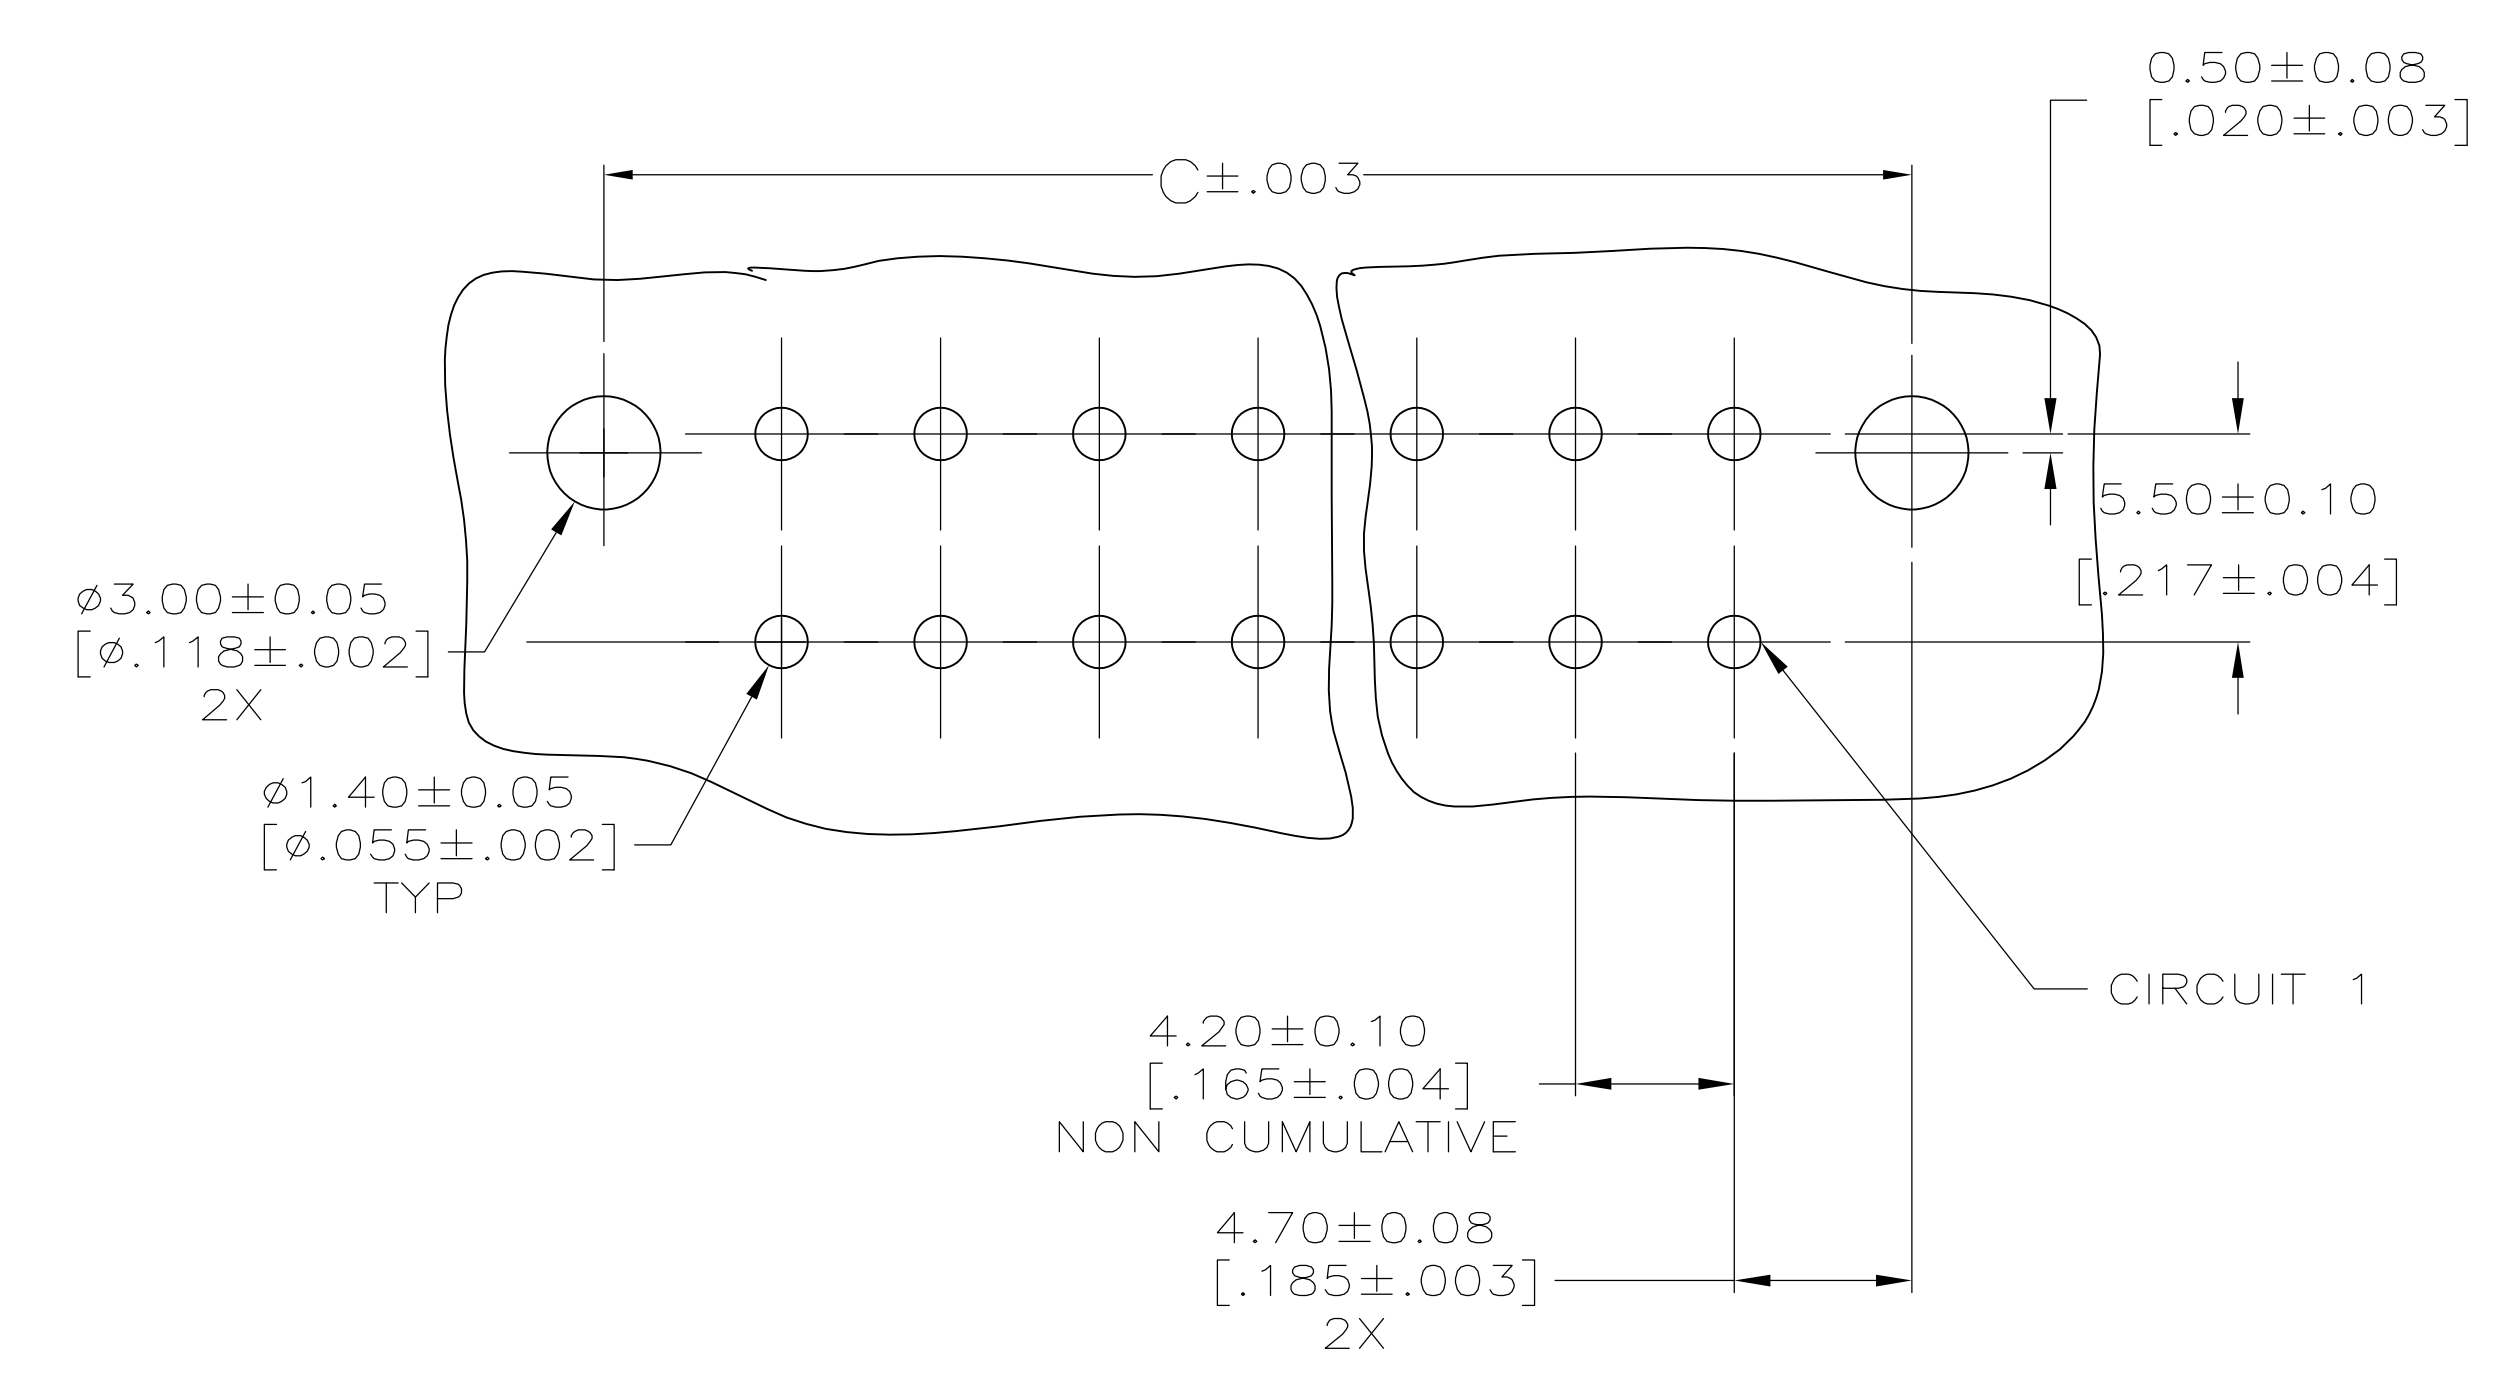 0.50±0.08
[.020±.003]
C±.003
5.50±0.10
[.217±.004]
⌀3.00±0.05
[⌀.118±.002]
2X
⌀1.40±0.05
[⌀.055±.002]
TYP
CIRCUIT 1
4.20±0.10
[.165±.004]
NON CUMULATIVE
4.70±0.08
[.185±.003]
2X